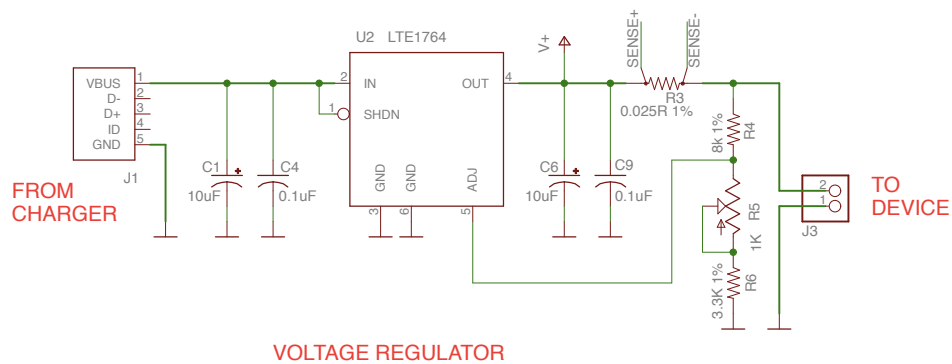 U2 LTE1764
V+
SENSE+
SENSE-
VBUS 1
D- 2
D+ 3
ID 4
GND 5
J1
2 IN
OUT 4
1 SHDN
GND
GND
ADJ
3
6
5
R3
0.025R 1%
8k 1%
R4
C1
10uF
C4
0.1uF
C6
10uF
C9
0.1uF
R5
1K
3.3K 1%
R6
2
1
J3
FROM
CHARGER
TO
DEVICE
VOLTAGE REGULATOR